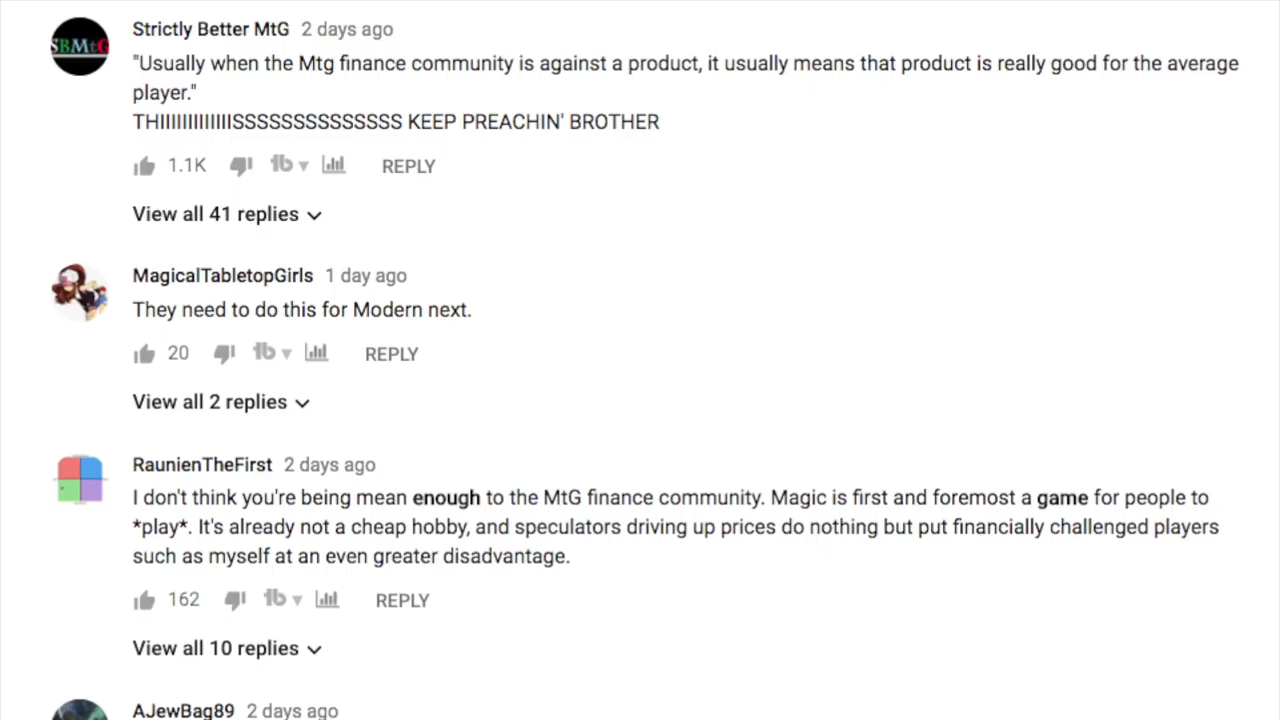 SBMtG
Strictly Better MtG 2 days ago
"Usually when the Mtg finance community is against a product, it usually means that product is really good for the average
player."
THIIIIIIIIIIIIISSSSSSSSSSSSSS KEEP PREACHIN' BROTHER
1.1K REPLY
View all 41 replies
MagicalTabletopGirls 1 day ago
They need to do this for Modern next.
20 REPLY
View all 2 replies
RaunienTheFirst 2 days ago
I don't think you're being mean enough to the MtG finance community. Magic is first and foremost a game for people to
*play*. It's already not a cheap hobby, and speculators driving up prices do nothing but put financially challenged players
such as myself at an even greater disadvantage.
162 REPLY
View all 10 replies
AJewBag89 2 days ago